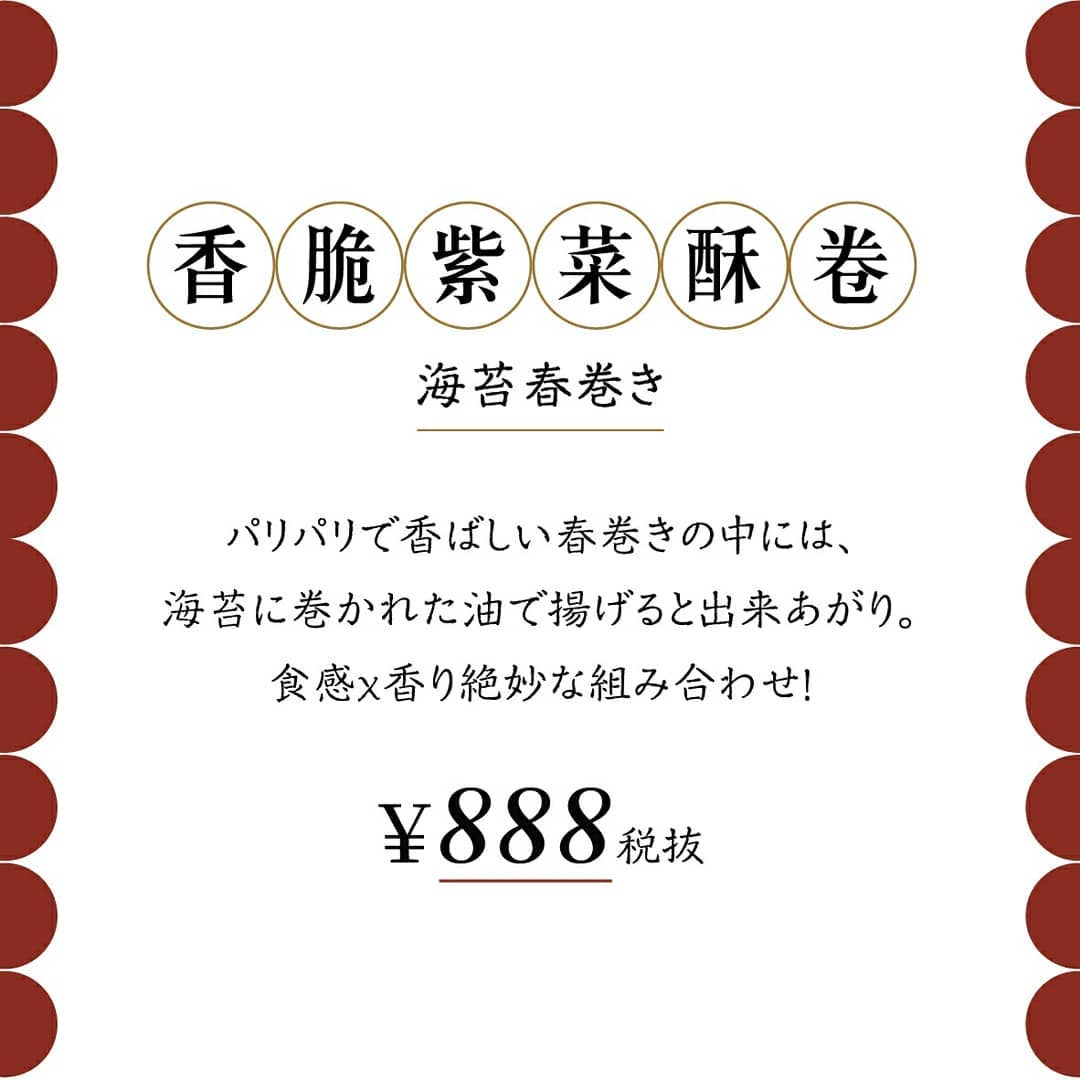 香脆紫菜酥卷
海苔春巻き
パリパリで香ばしい春巻きの中には、
海苔に巻かれた油で揚げると出来あがり。
食感x香り絶妙な組み合わせ!
¥888税抜